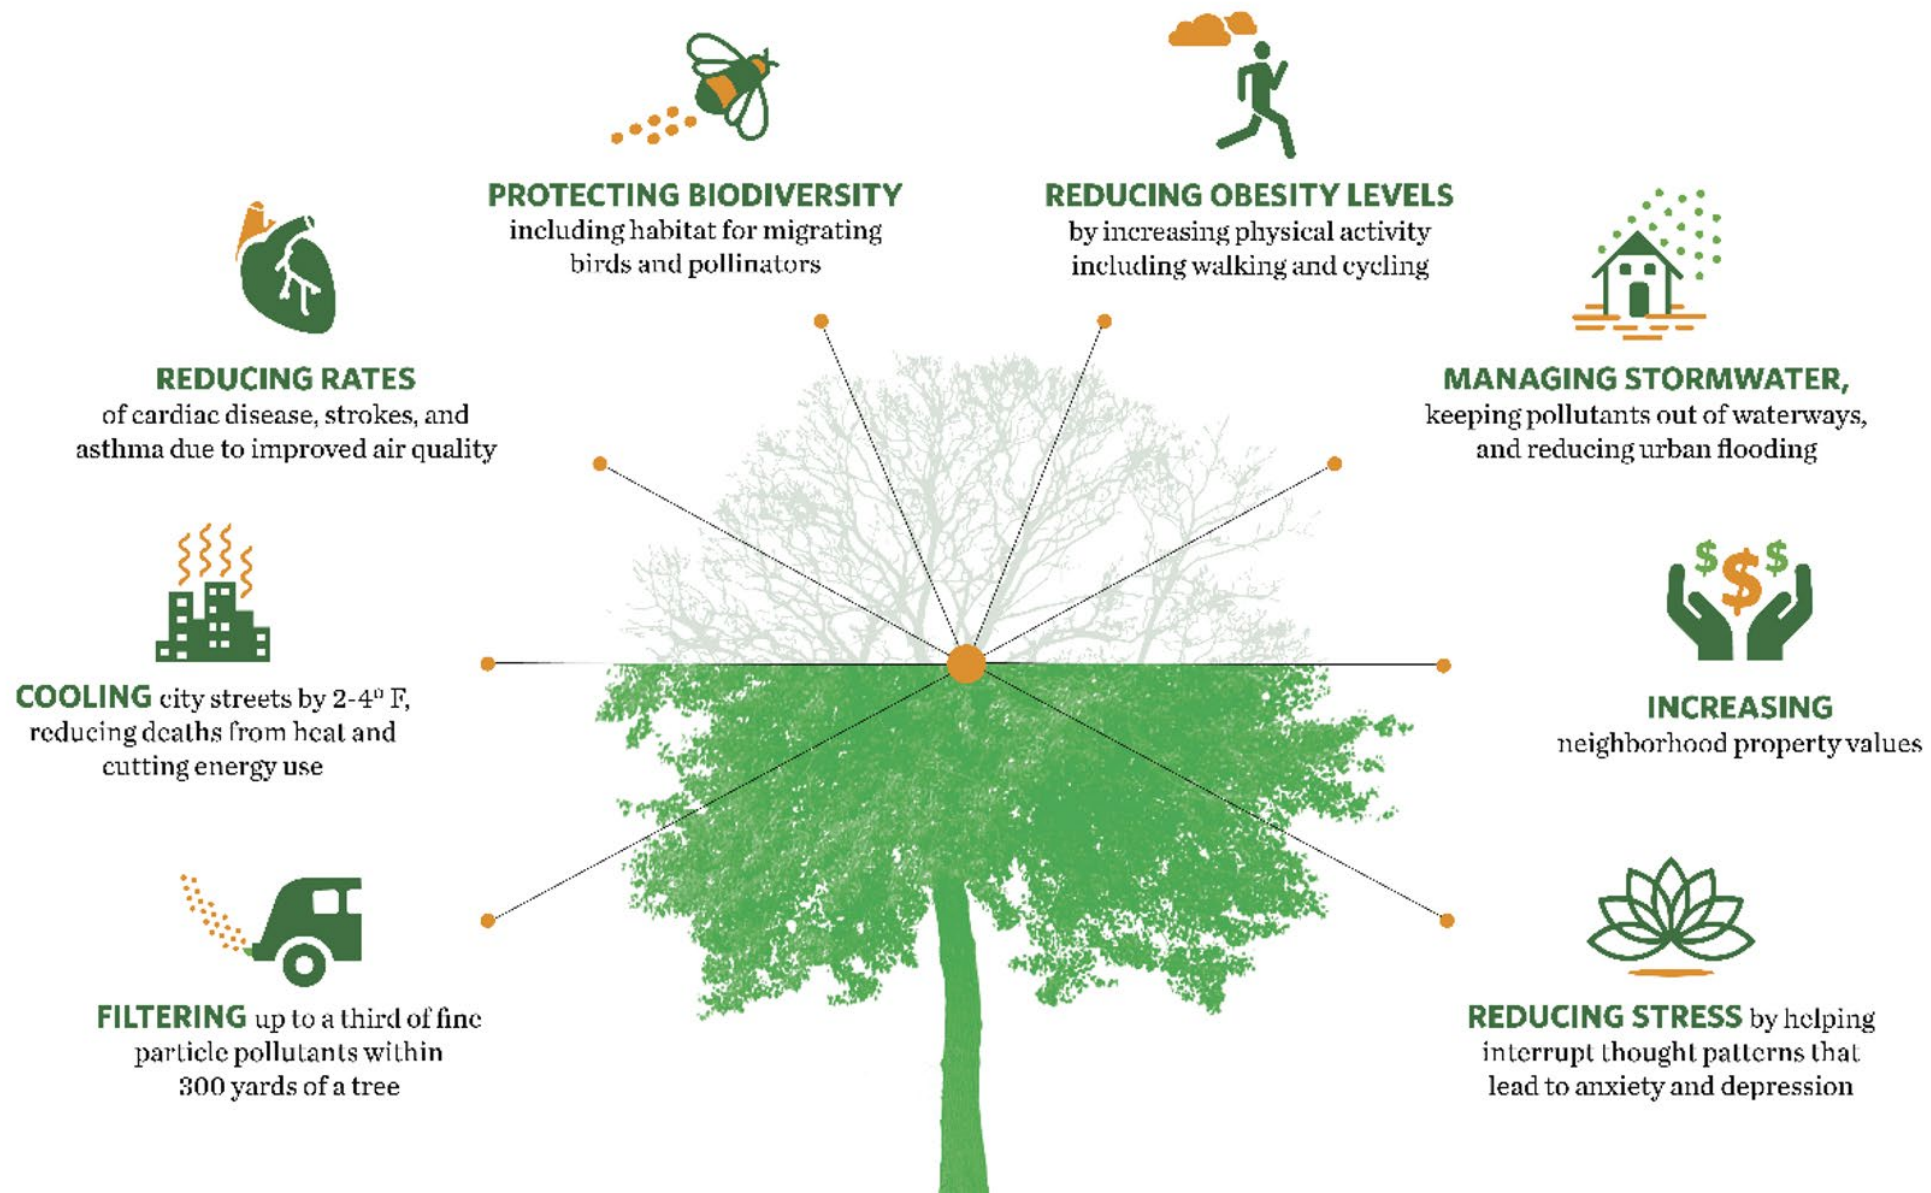 PROTECTING BIODIVERSITY
including habitat for migrating
birds and pollinators
REDUCING OBESITY LEVELS
by increasing physical activity
including walking and cycling
REDUCING RATES
of cardiac disease, strokes, and
asthma due to improved air quality
MANAGING STORMWATER,
keeping pollutants out of waterways,
and reducing urban flooding
COOLING city streets by 2-4º F,
reducing deaths from heat and
cutting energy use
$ $ $
INCREASING
neighborhood property values
FILTERING up to a third of fine
particle pollutants within
300 yards of a tree
REDUCING STRESS by helping
interrupt thought patterns that
lead to anxiety and depression